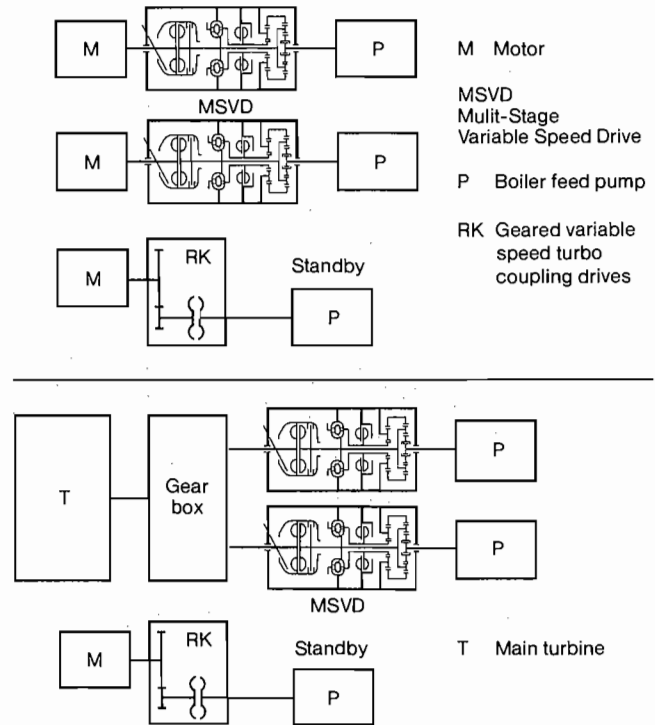 M
P
MSVD
M
P
RK
Standby
M
P
M Motor
MSVD
Mulit-Stage
Variable Speed Drive
P Boiler feed pump
RK Geared variable
speed turbo
coupling drives
T
Gear
box
P
P
MSVD
RK
Standby
M
P
T Main turbine